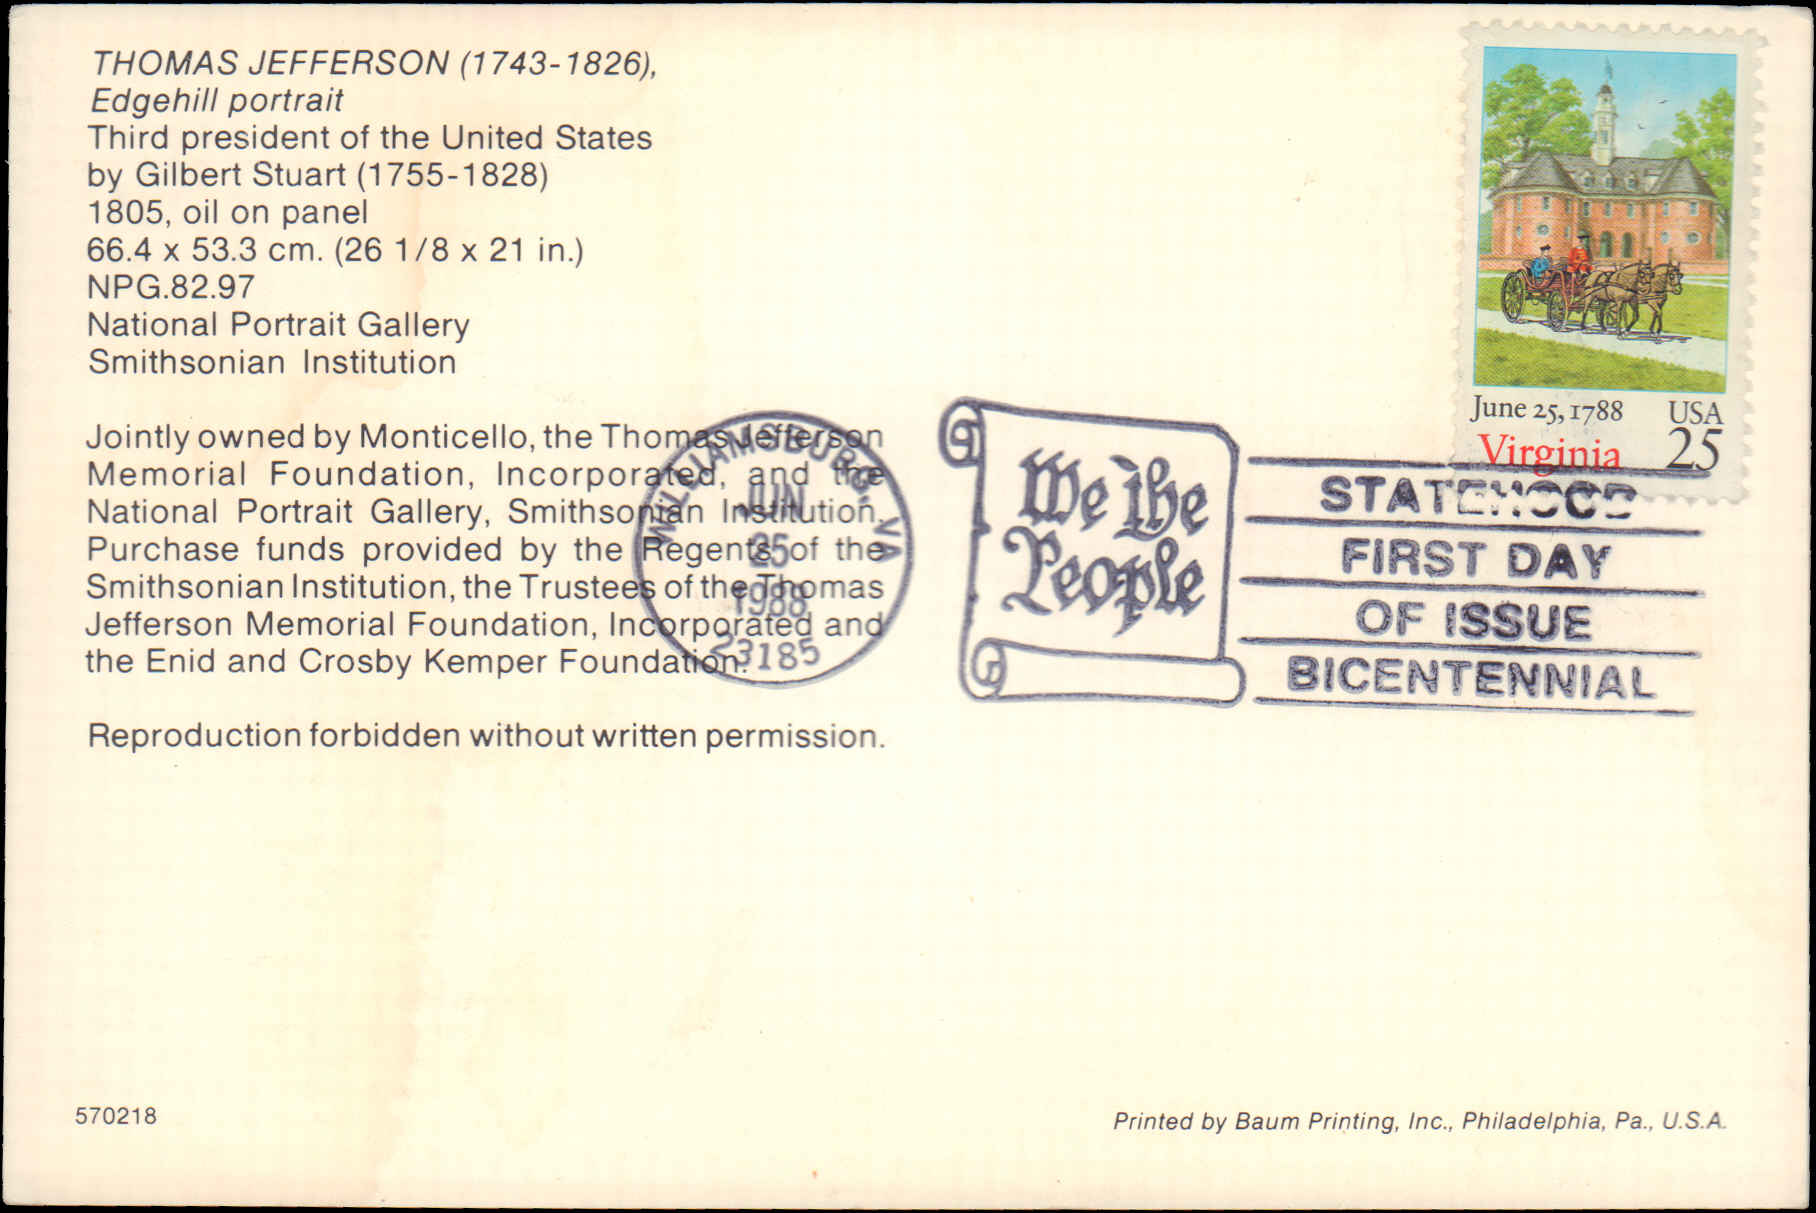 THOMAS JEFFERSON (1743-1826),
Edgehill portrait
Third president of the United States
by Gilbert Stuart (1755-1828)
1805, oil on panel
66.4 x 53.3 cm. (26 1/8 x 21 in.)
NPG.82.97
National Portrait Gallery
Smithsonian Institution
Jointly owned by Monticello, the Thomas Jefferson
Memorial Foundation, Incorporated, and the
National Portrait Gallery, Smithsonian Institution.
Purchase funds provided by the Regents of the
Smithsonian Institution, the Trustees of the Thomas
Jefferson Memorial Foundation, Incorporated and
the Enid and Crosby Kemper Foundation.
Reproduction forbidden without written permission.
WILLIAMSBURG, VA
JUN
25
1988
23185
We the
People
June 25, 1788 USA
Virginia 25
STATEHOOD
FIRST DAY
OF ISSUE
BICENTENNIAL
570218
Printed by Baum Printing, Inc., Philadelphia, Pa., U.S.A.